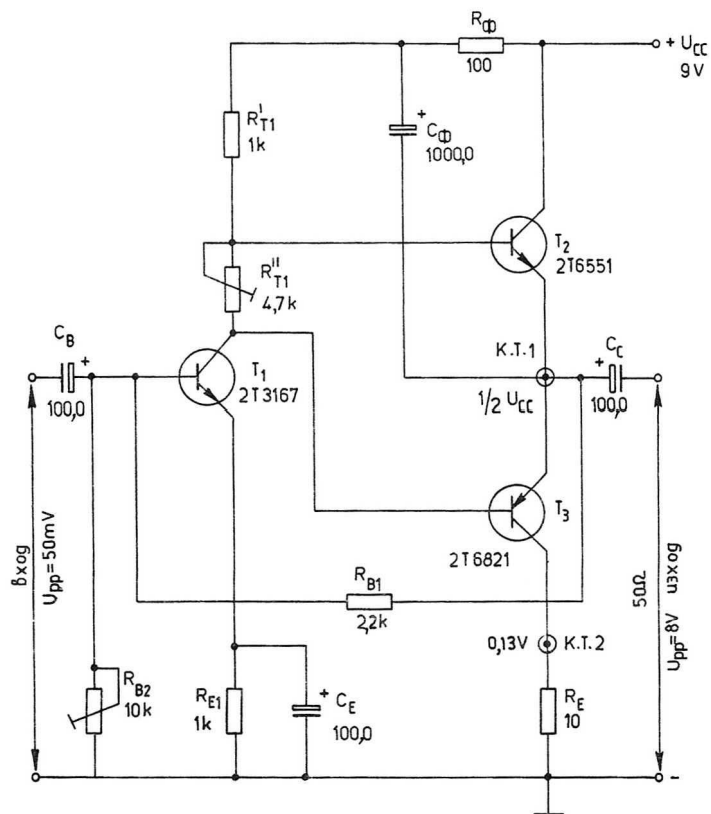 R_Ф
100
+ U_CC
9V
R'_T1
1k
+
C_Ф
1000,0
T_2
2T6551
R''_T1
4,7k
C_B
+
100,0
T_1
2T3167
К.Т.1
1/2 U_CC
C_C
+
100,0
T_3
2T6821
R_B1
2,2k
вход
U_pp=50mV
50Ω
U_pp=8V изход
0,13V
К.Т.2
R_B2
10k
R_E1
1k
+
C_E
100,0
R_E
10
-